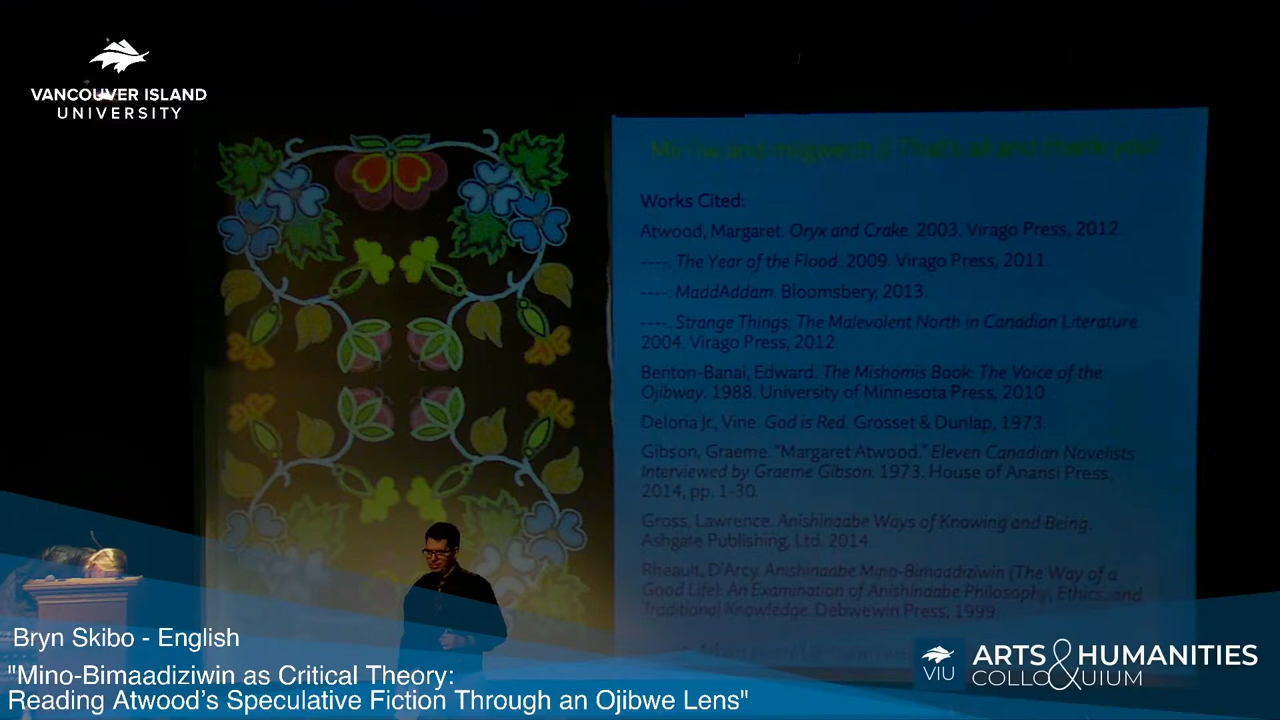 VANCOUVER ISLAND
UNIVERSITY
and miigwech
That's all and thank you!
Works Cited:
Atwood, Margaret. Oryx and Crake. 2003. Virago Press, 2012.
----. The Year of the Flood. 2009. Virago Press, 2011.
----. MaddAddam. Bloomsbery, 2013.
----. Strange Things: The Malevolent North in Canadian Literature.
2004. Virago Press, 2012.
Benton-Banai, Edward. The Mishomis Book: The Voice of the
Ojibway. 1988. University of Minnesota Press, 2010.
Deloria Jr., Vine. God is Red. Grosset & Dunlap, 1973.
Gibson, Graeme. "Margaret Atwood." Eleven Canadian Novelists
Interviewed by Graeme Gibson. 1973. House of Anansi Press,
2014, pp. 1-30.
Gross, Lawrence. Anishinaabe Ways of Knowing and Being.
Ashgate Publishing, Ltd. 2014.
Rheault, D'Arcy. Anishinaabe Mino-Bimaadiziwin (The Way of a
Good Life): An Examination of Anishinaabe Philosophy, Ethics, and
Traditional Knowledge. Debwewin Press, 1999.
Bryn Skibo - English
"Mino-Bimaadiziwin as Critical Theory:
Reading Atwood's Speculative Fiction Through an Ojibwe Lens"
VIU
ARTS & HUMANITIES
COLLOQUIUM